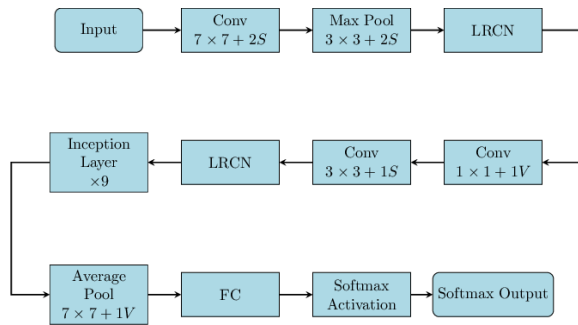 Input
Conv
7 × 7 + 2S
Max Pool
3 × 3 + 2S
LRCN
Conv
1 × 1 + 1V
Conv
3 × 3 + 1S
LRCN
Inception
Layer
×9
Average
Pool
7 × 7 + 1V
FC
Softmax
Activation
Softmax Output